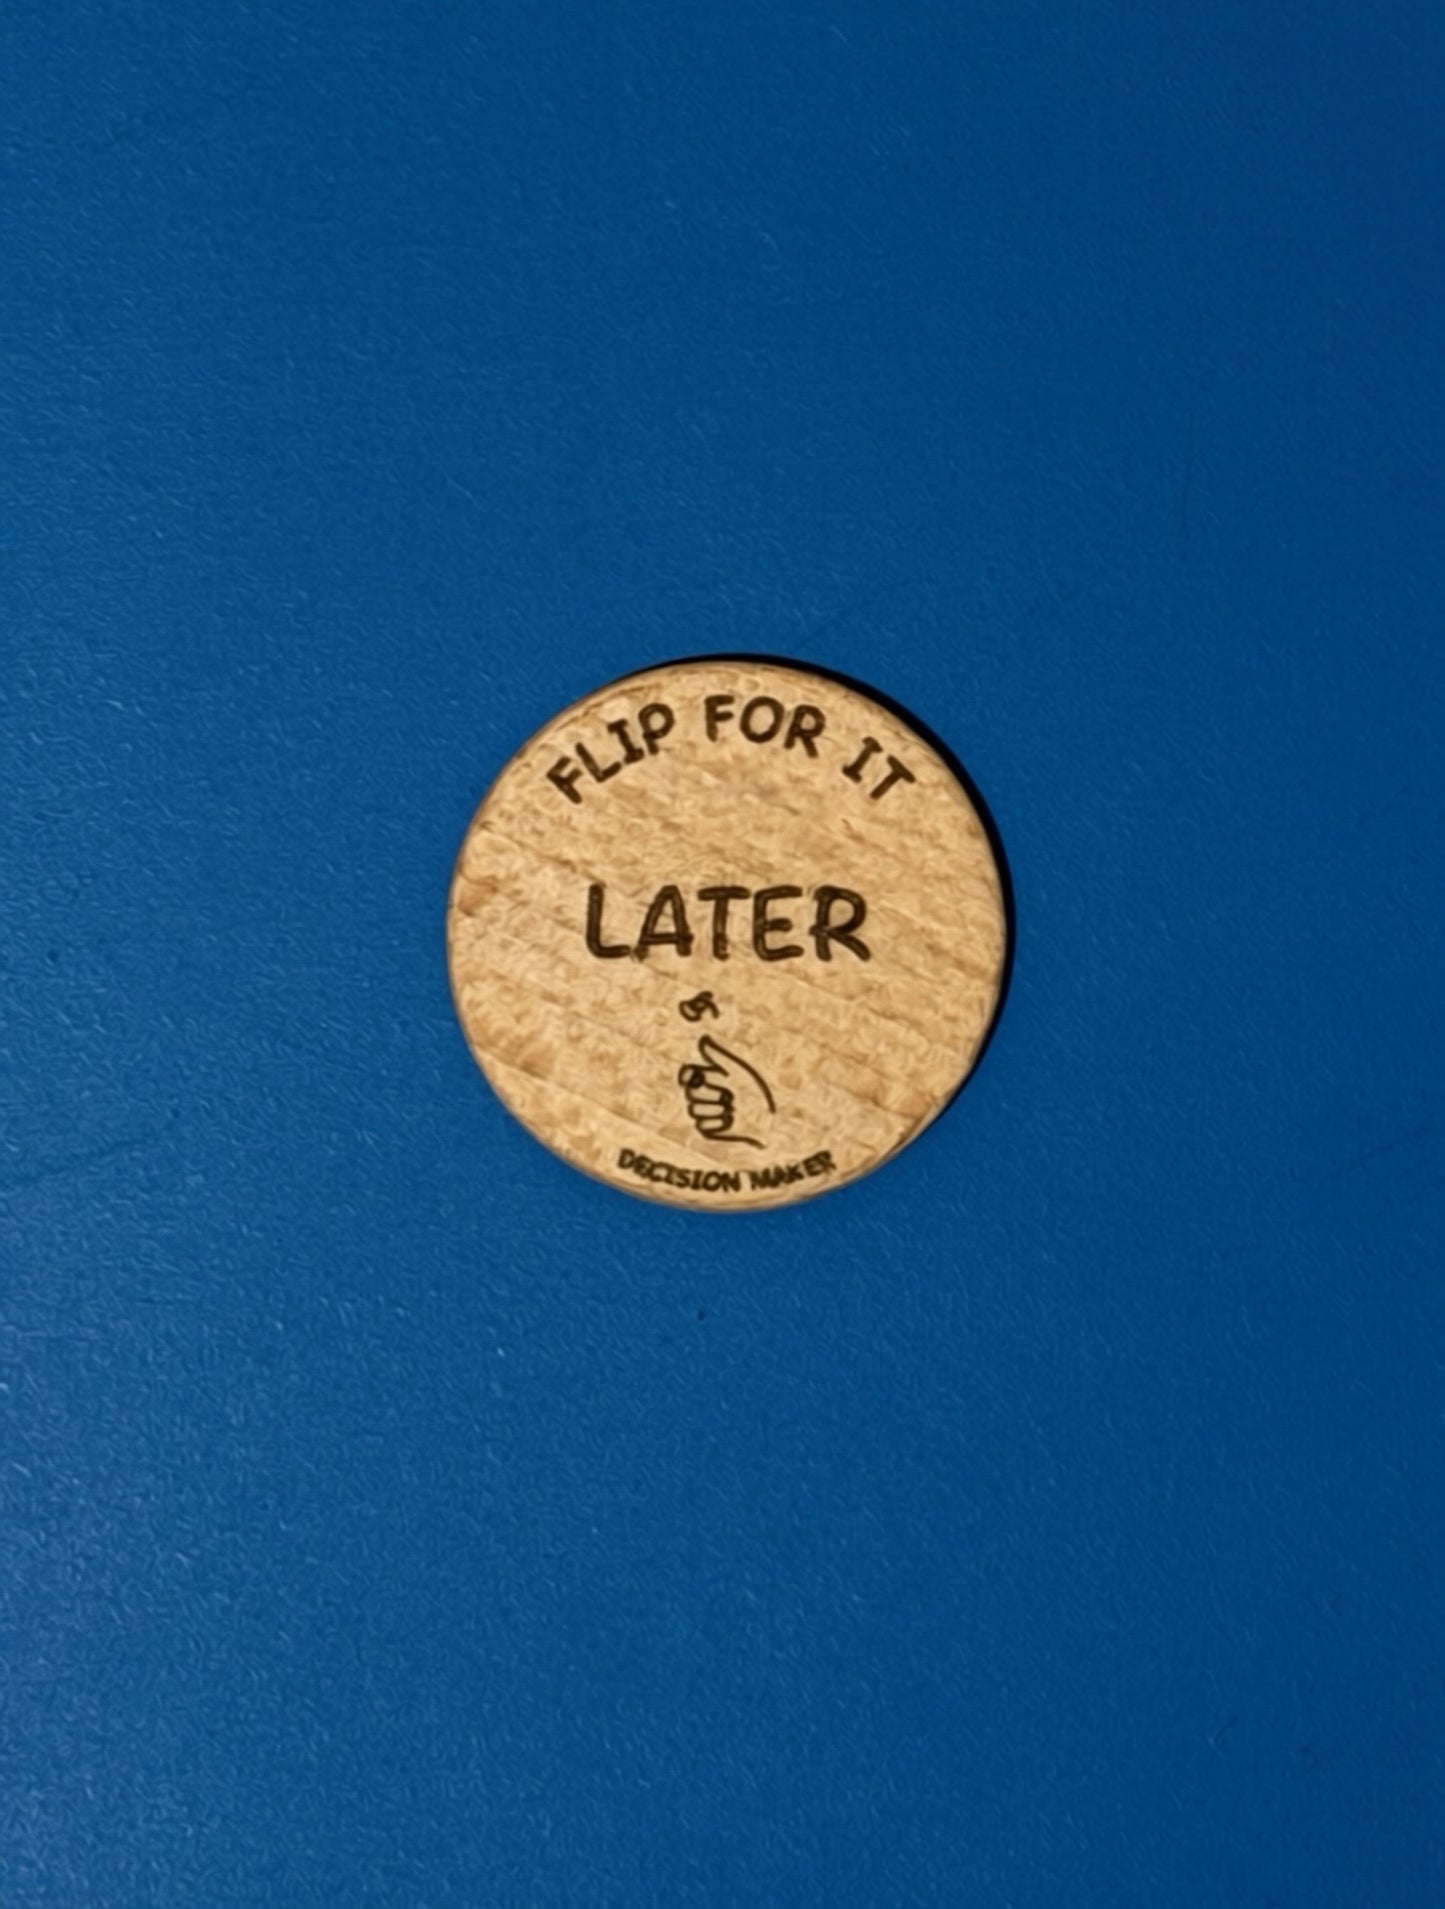 FLIP FOR IT
LATER
DECISION MAKER